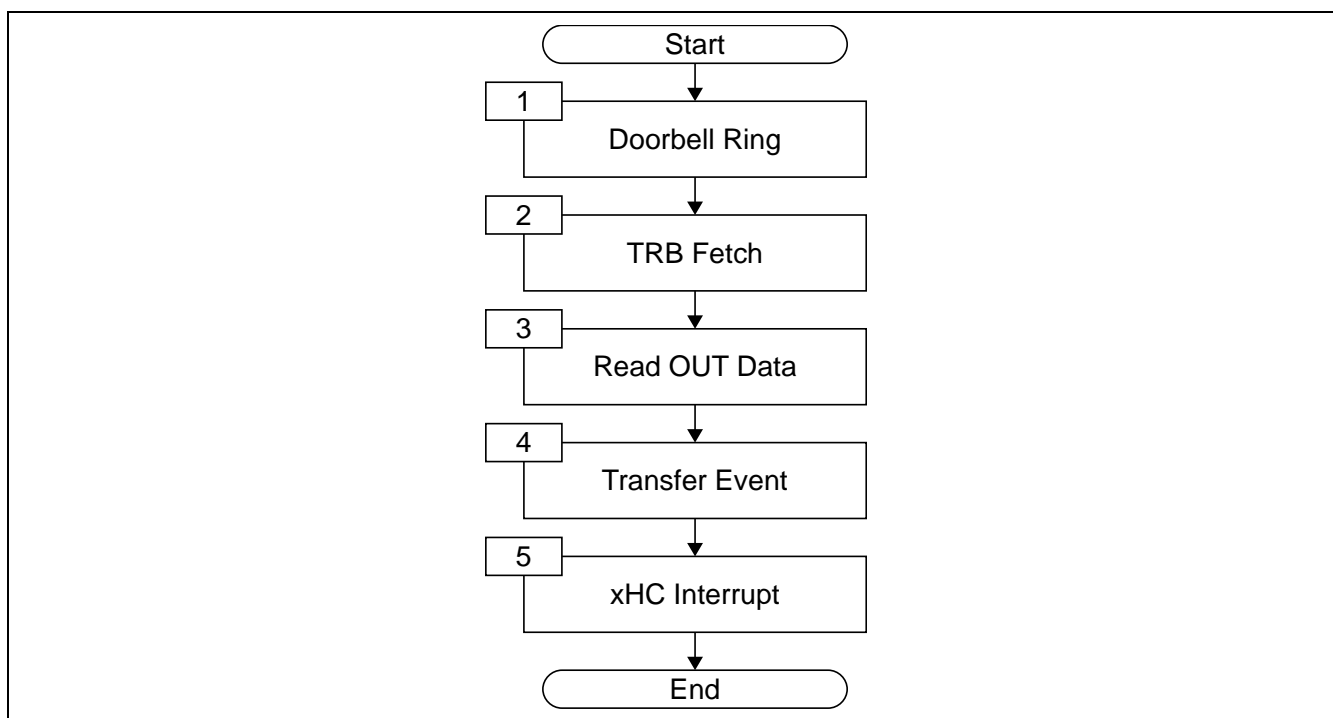 Start
1
Doorbell Ring
2
TRB Fetch
3
Read OUT Data
4
Transfer Event
5
xHC Interrupt
End